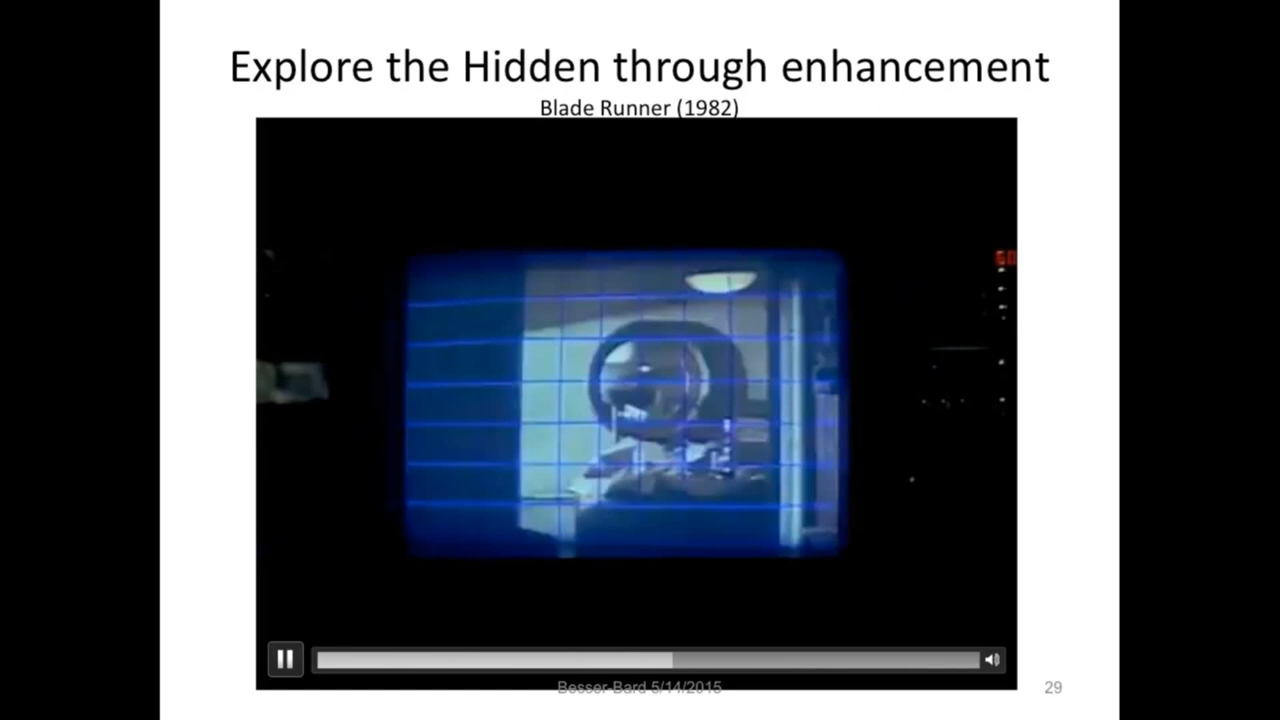 Explore the Hidden through enhancement
Blade Runner (1982)
Besser-Bard 5/14/2015
29